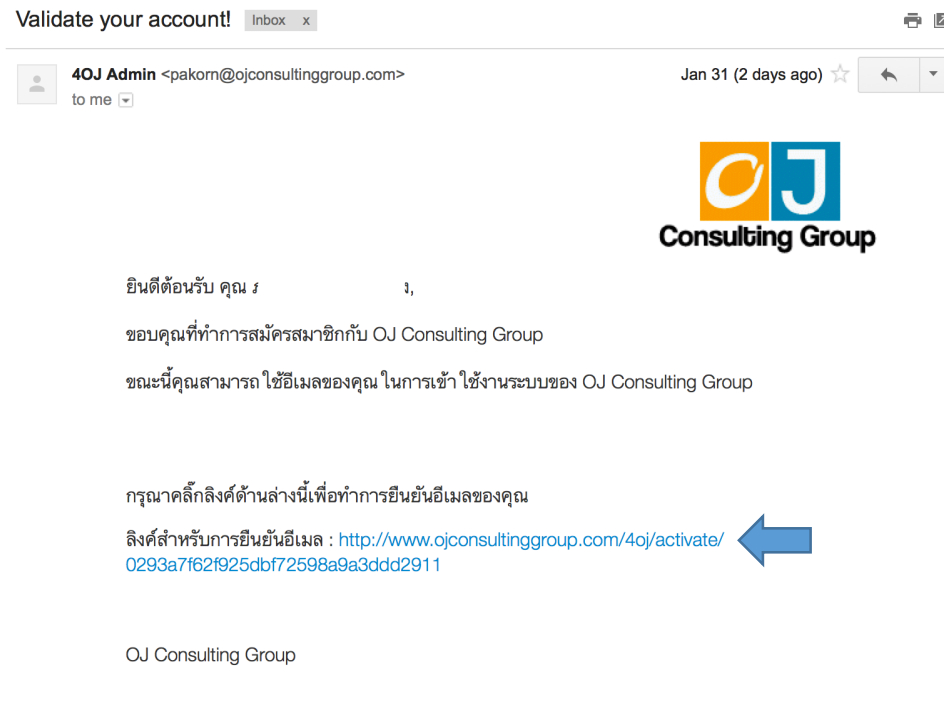 Validate your account! Inbox x
4OJ Admin <pakorn@ojconsultinggroup.com> Jan 31 (2 days ago)
to me
OJ
Consulting Group
ยินดีต้อนรับ คุณ
ขอบคุณที่ทำการสมัครสมาชิกกับ OJ Consulting Group
ขณะนี้คุณสามารถ ใช้อีเมลของคุณ ในการเข้า ใช้งานระบบของ OJ Consulting Group
กรุณาคลิ๊กลิงค์ด้านล่างนี้เพื่อทำการยืนยันอีเมลของคุณ
ลิงค์สำหรับการยืนยันอีเมล : http://www.ojconsultinggroup.com/4oj/activate/
0293a7f62f925dbf72598a9a3ddd2911
OJ Consulting Group